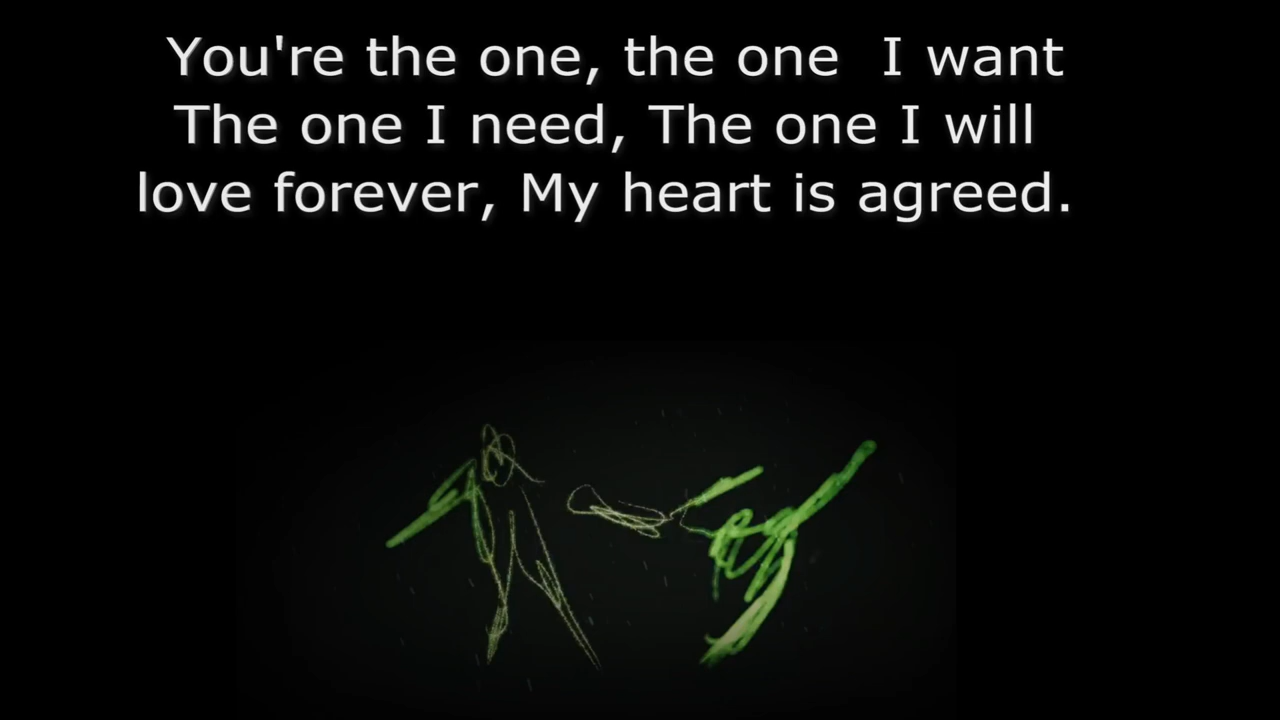 You're the one, the one I want
The one I need, The one I will
love forever, My heart is agreed.